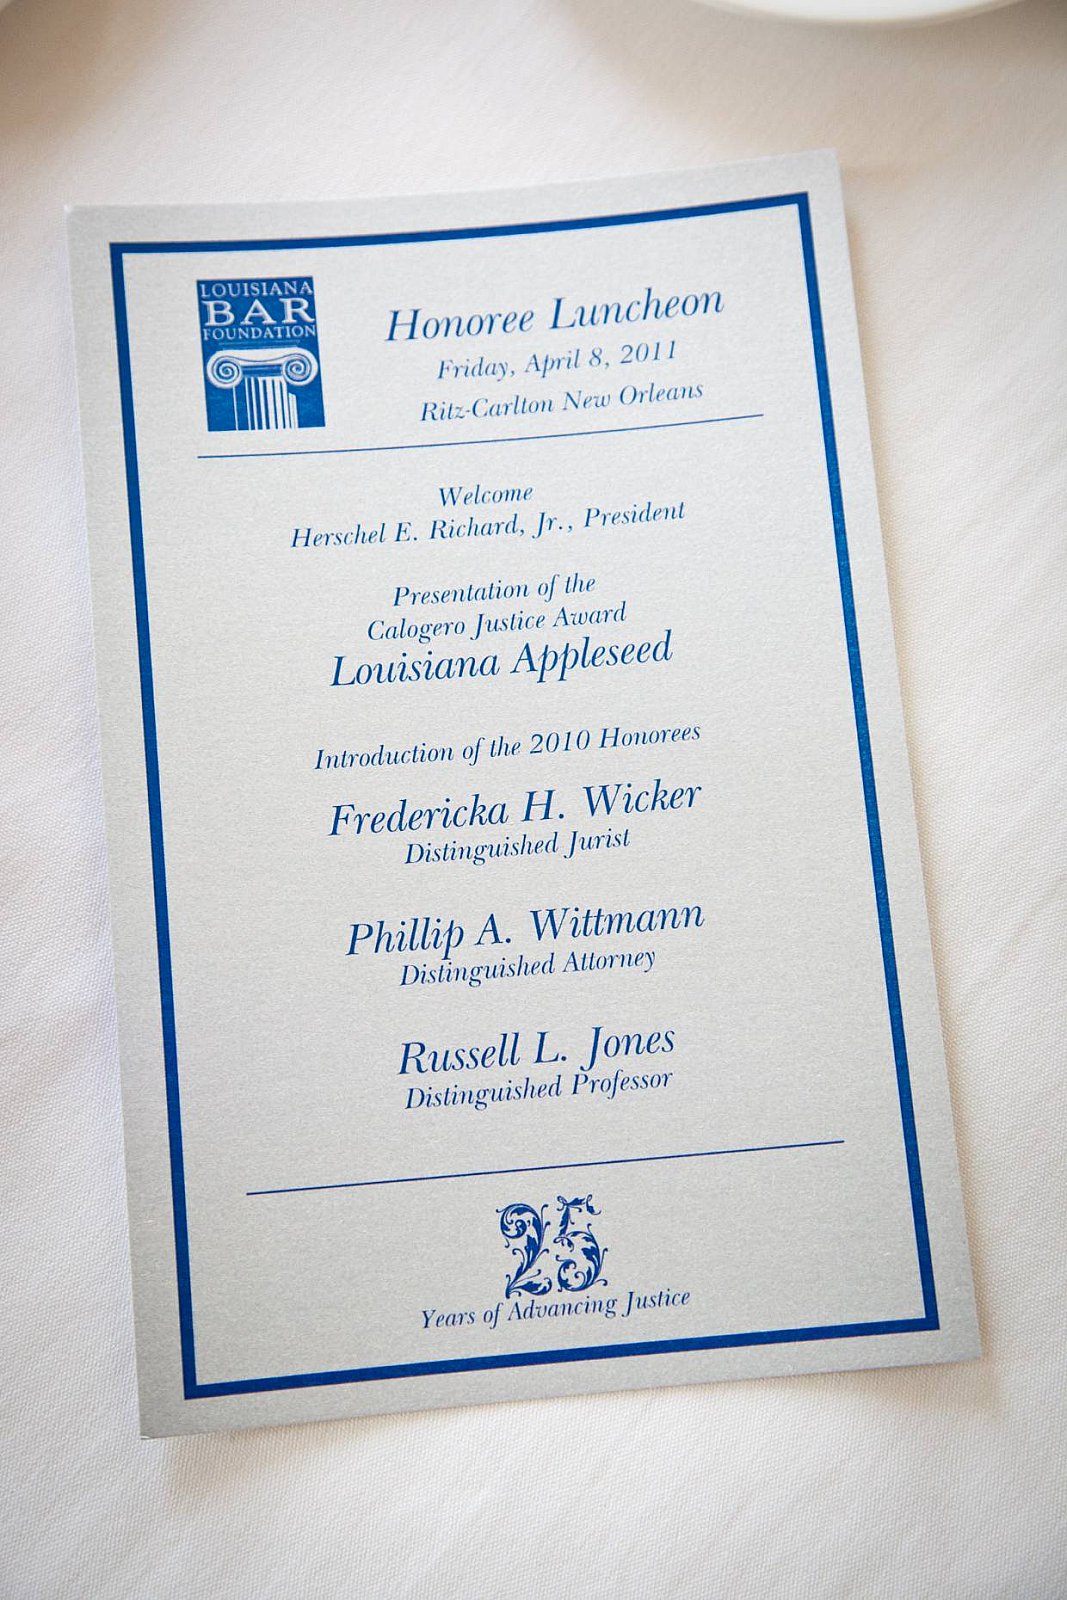 LOUISIANA
BAR
FOUNDATION
Honoree Luncheon
Friday, April 8, 2011
Ritz-Carlton New Orleans
Welcome
Herschel E. Richard, Jr., President
Presentation of the
Calogero Justice Award
Louisiana Appleseed
Introduction of the 2010 Honorees
Fredericka H. Wicker
Distinguished Jurist
Phillip A. Wittmann
Distinguished Attorney
Russell L. Jones
Distinguished Professor
25
Years of Advancing Justice